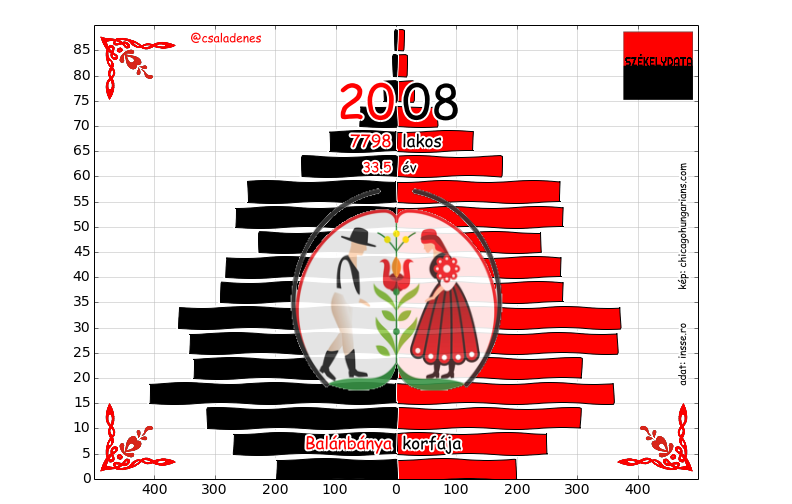 @csaladenes
SZÉKELYDATA
2008
7798 lakos
33.5 év
kép: chicagohungarians.com
adat: insse.ro
Balánbánya korfája
85
80
75
70
65
60
55
50
45
40
35
30
25
20
15
10
5
0
400 300 200 100 0 100 200 300 400